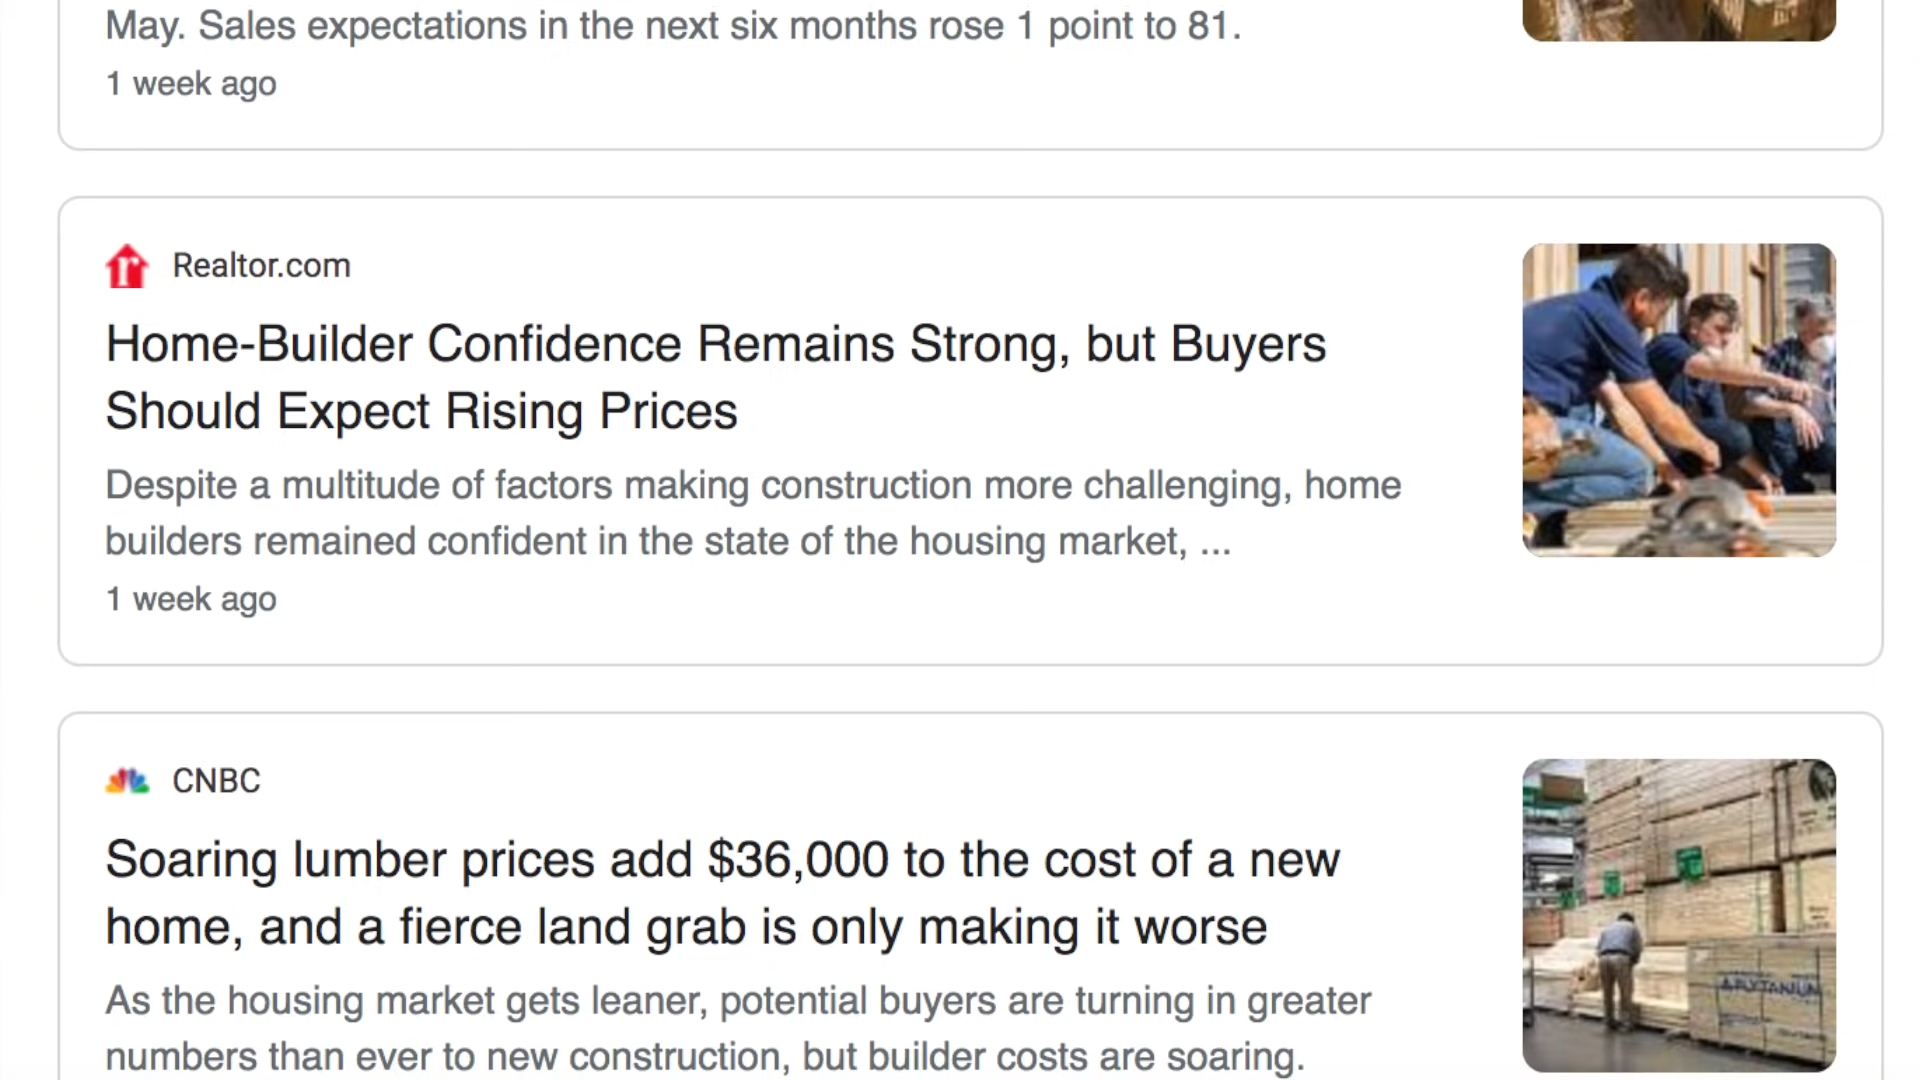 May. Sales expectations in the next six months rose 1 point to 81.
1 week ago
Realtor.com
Home-Builder Confidence Remains Strong, but Buyers
Should Expect Rising Prices
Despite a multitude of factors making construction more challenging, home
builders remained confident in the state of the housing market, ...
1 week ago
CNBC
Soaring lumber prices add $36,000 to the cost of a new
home, and a fierce land grab is only making it worse
As the housing market gets leaner, potential buyers are turning in greater
numbers than ever to new construction, but builder costs are soaring.